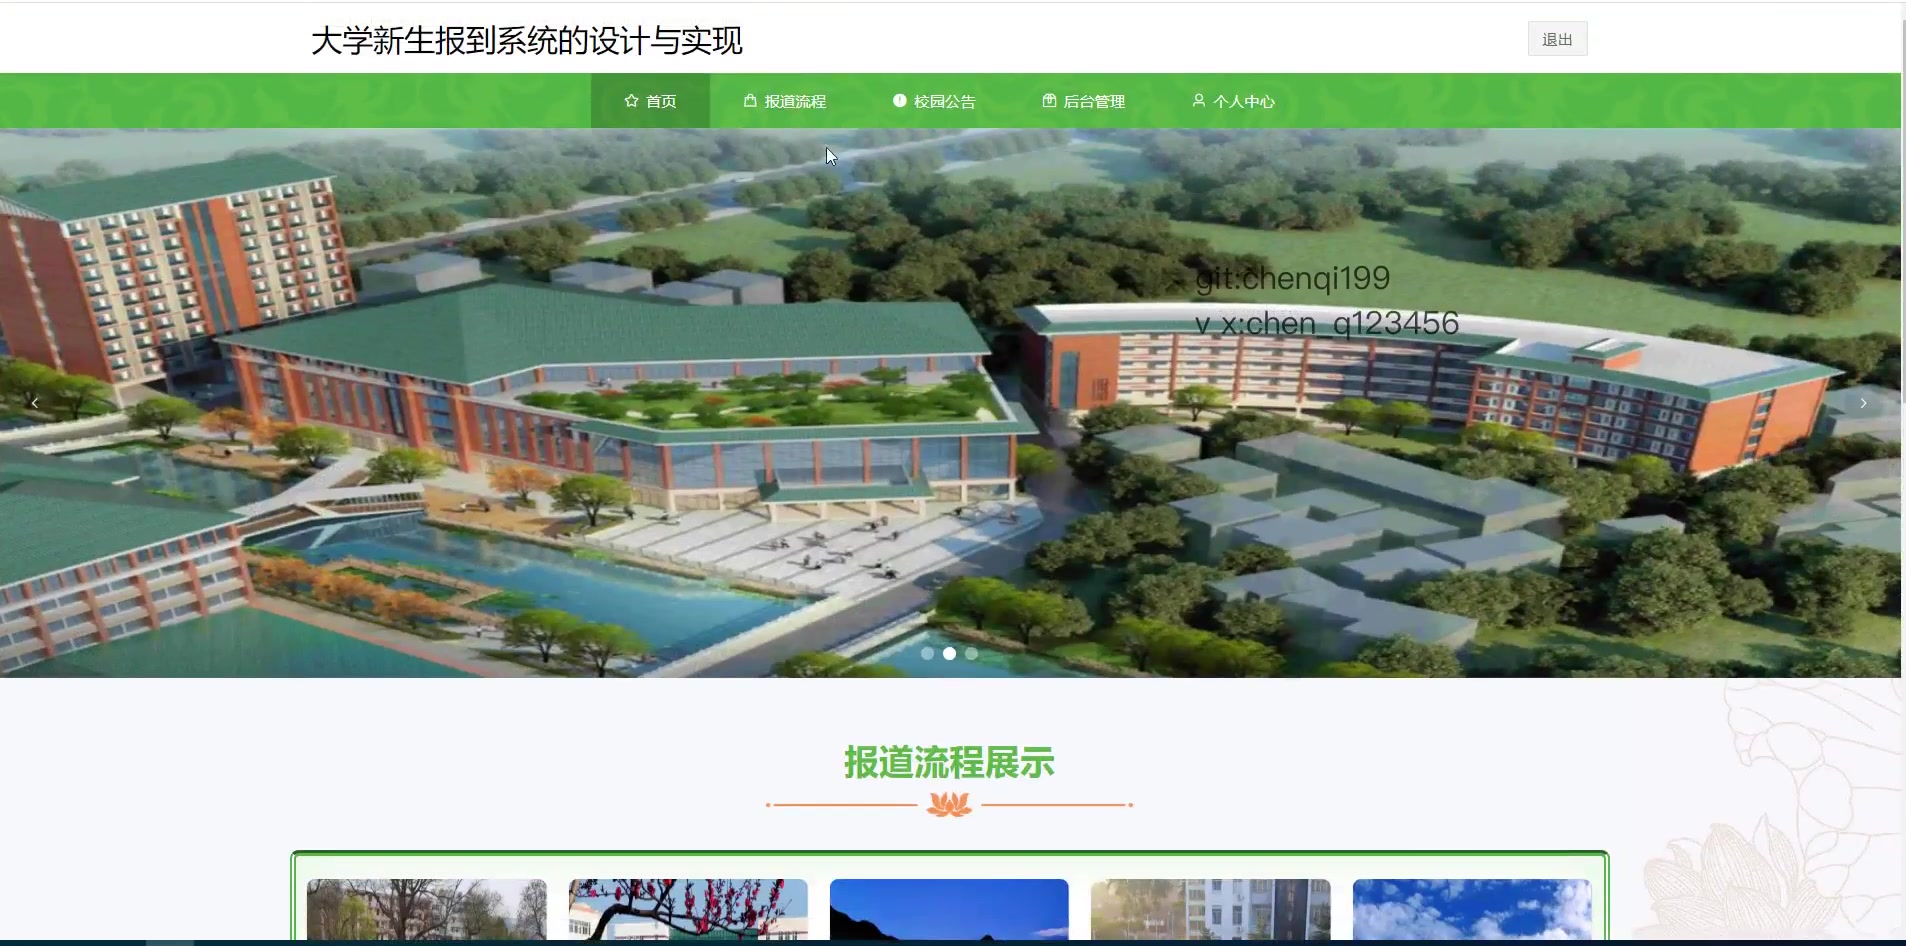 大学新生报到系统的设计与实现
退出
首页
报道流程
校园公告
后台管理
个人中心
git:chenqi199
v x:chen_q123456
报道流程展示